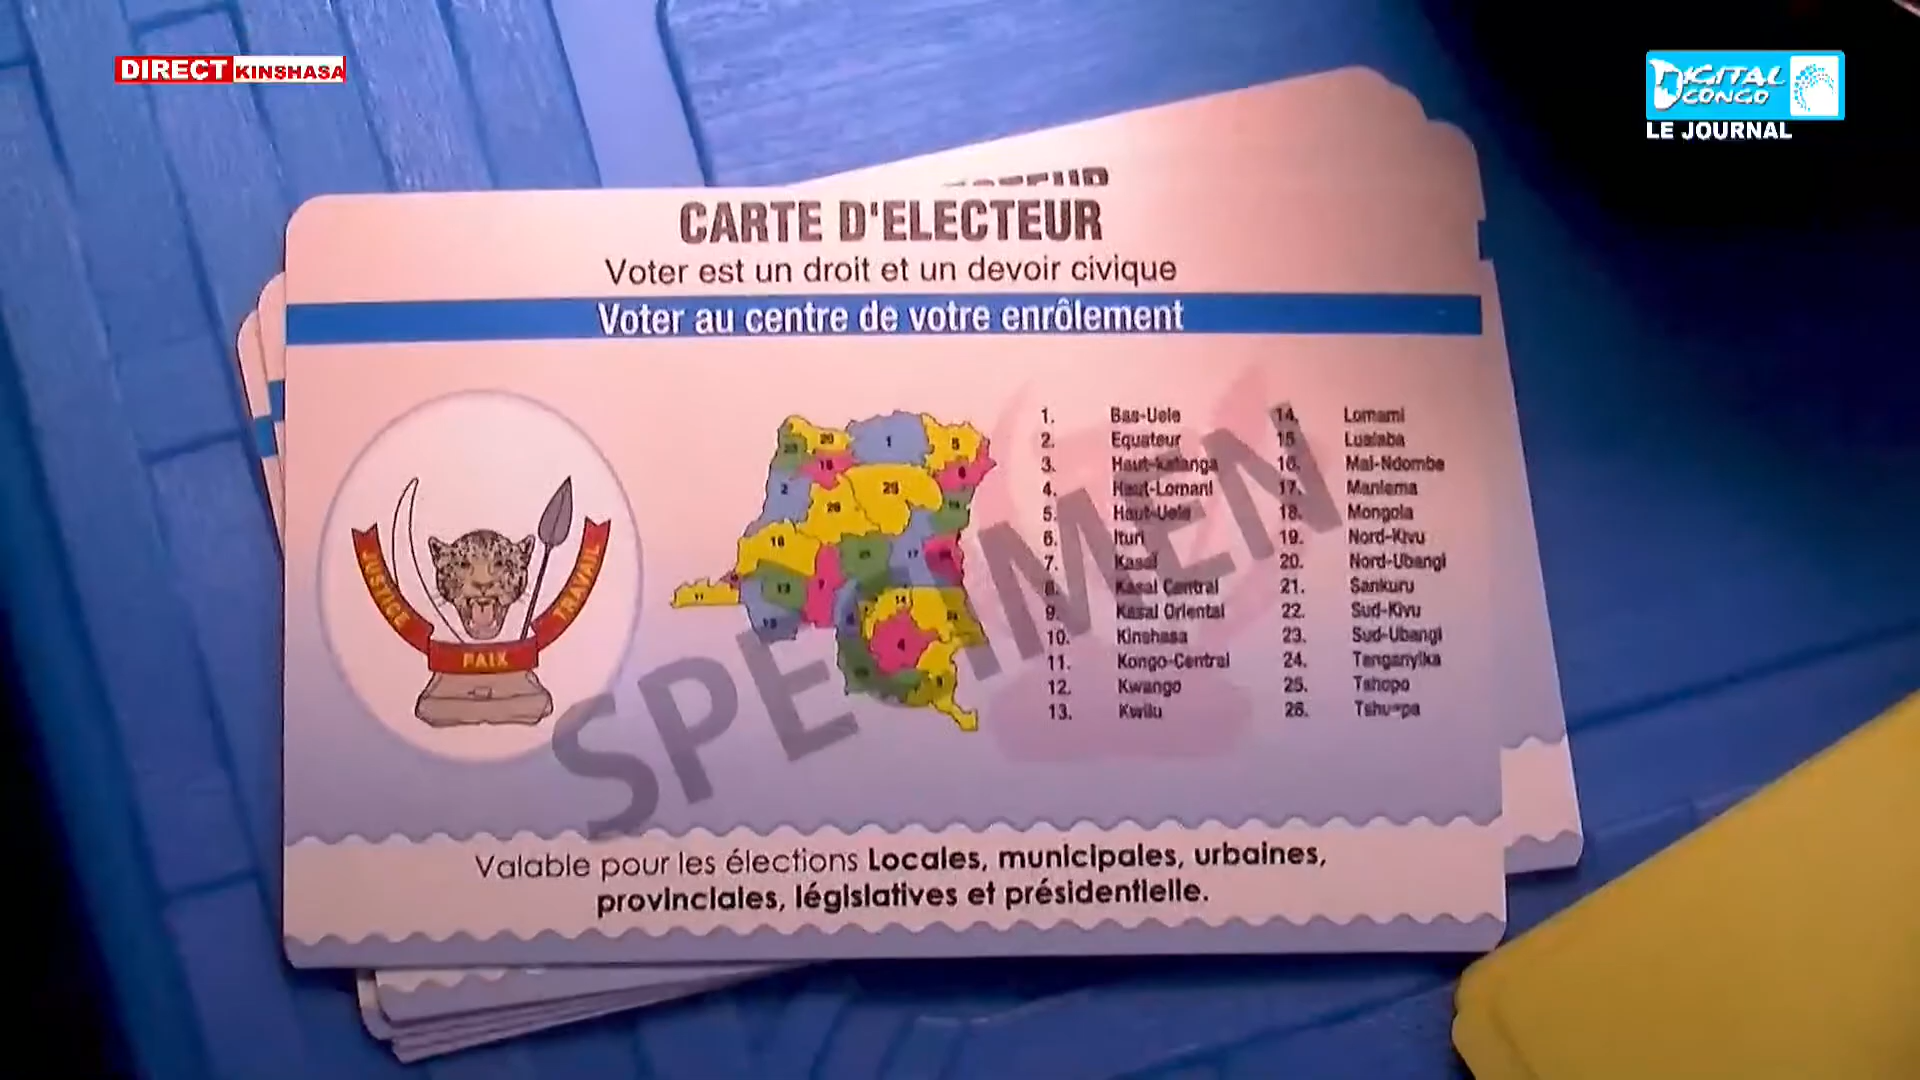 DIRECT KINSHASA
DIGITAL CONGO
LE JOURNAL
CARTE D'ELECTEUR
Voter est un droit et un devoir civique
Voter au centre de votre enrôlement
JUSTICE
PAIX
TRAVAIL
1. Bas-Uele
2. Equateur
3. Haut-katanga
4. Haut-Lomani
5. Haut-Uele
6. Ituri
7. Kasaï
8. Kasaï Central
9. Kasaï Oriental
10. Kinshasa
11. Kongo-Central
12. Kwango
13. Kwilu
14. Lomami
15 Lualaba
16. Mai-Ndombe
17. Maniema
18. Mongala
19. Nord-Kivu
20. Nord-Ubangi
21. Sankuru
22. Sud-Kivu
23. Sud-Ubangi
24. Tanganyika
25. Tshopo
26. Tshuapa
SPECIMEN
Valable pour les élections Locales, municipales, urbaines,
provinciales, législatives et présidentielle.